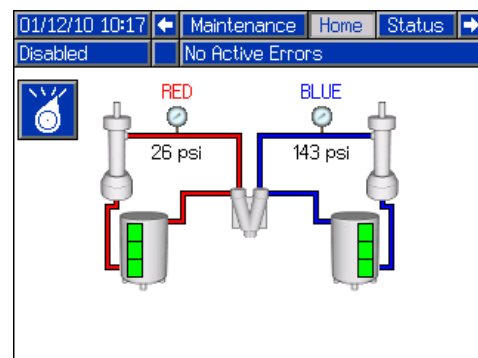 01/12/10 10:17 Maintenance Home Status
Disabled No Active Errors
RED BLUE
26 psi 143 psi